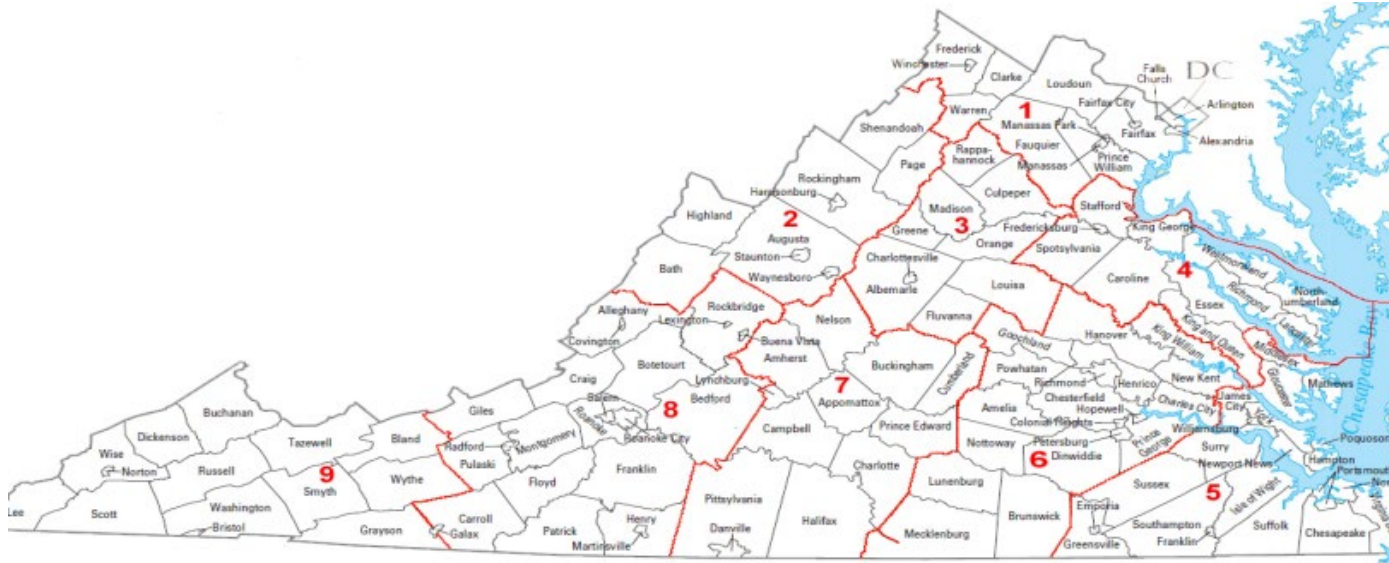 Frederick
Winchester
Clarke
Loudoun
Falls
Church
DC
Arlington
Warren
1
Fairfax City
Fairfax
Alexandria
Shenandoah
Manassas Park
Fauquier
Manassas
Prince
William
Page
Rappa-
hannock
Rockingham
Harrisonburg
Culpeper
Stafford
Highland
2
Madison
3
Fredericksburg
King George
Augusta
Greene
Orange
Spotsylvania
Staunton
Charlottesville
Westmoreland
4
Bath
Waynesboro
Albemarle
Louisa
Caroline
Richmond
North-
umberland
Alleghany
Rockbridge
Essex
Lancaster
Lexington
Nelson
Fluvanna
Hanover
King and Queen
Covington
Buena Vista
Goochland
King William
Middlesex
Chesapeake Bay
Botetourt
Amherst
Buckingham
Cumberland
Powhatan
Richmond
Henrico
New Kent
Gloucester
Mathews
Craig
Lynchburg
7
Chesterfield
James
City
Buchanan
Giles
Salem
Bedford
8
Appomattox
Amelia
Hopewell
Charles City
York
Dickenson
Tazewell
Bland
Radford
Montgomery
Roanoke
Roanoke City
Campbell
Prince Edward
Colonial Heights
Williamsburg
Poquoson
Wise
Norton
Russell
Pulaski
Nottoway
Petersburg
Prince
George
Surry
Hampton
9
Wythe
Franklin
Charlotte
6
Dinwiddie
Newport News
Portsmouth
Smyth
Floyd
Lunenburg
Sussex
5
Lee
Scott
Washington
Bristol
Grayson
Carroll
Galax
Patrick
Henry
Martinsville
Pittsylvania
Danville
Halifax
Mecklenburg
Brunswick
Emporia
Greensville
Southampton
Franklin
Isle of Wight
Suffolk
Chesapeake